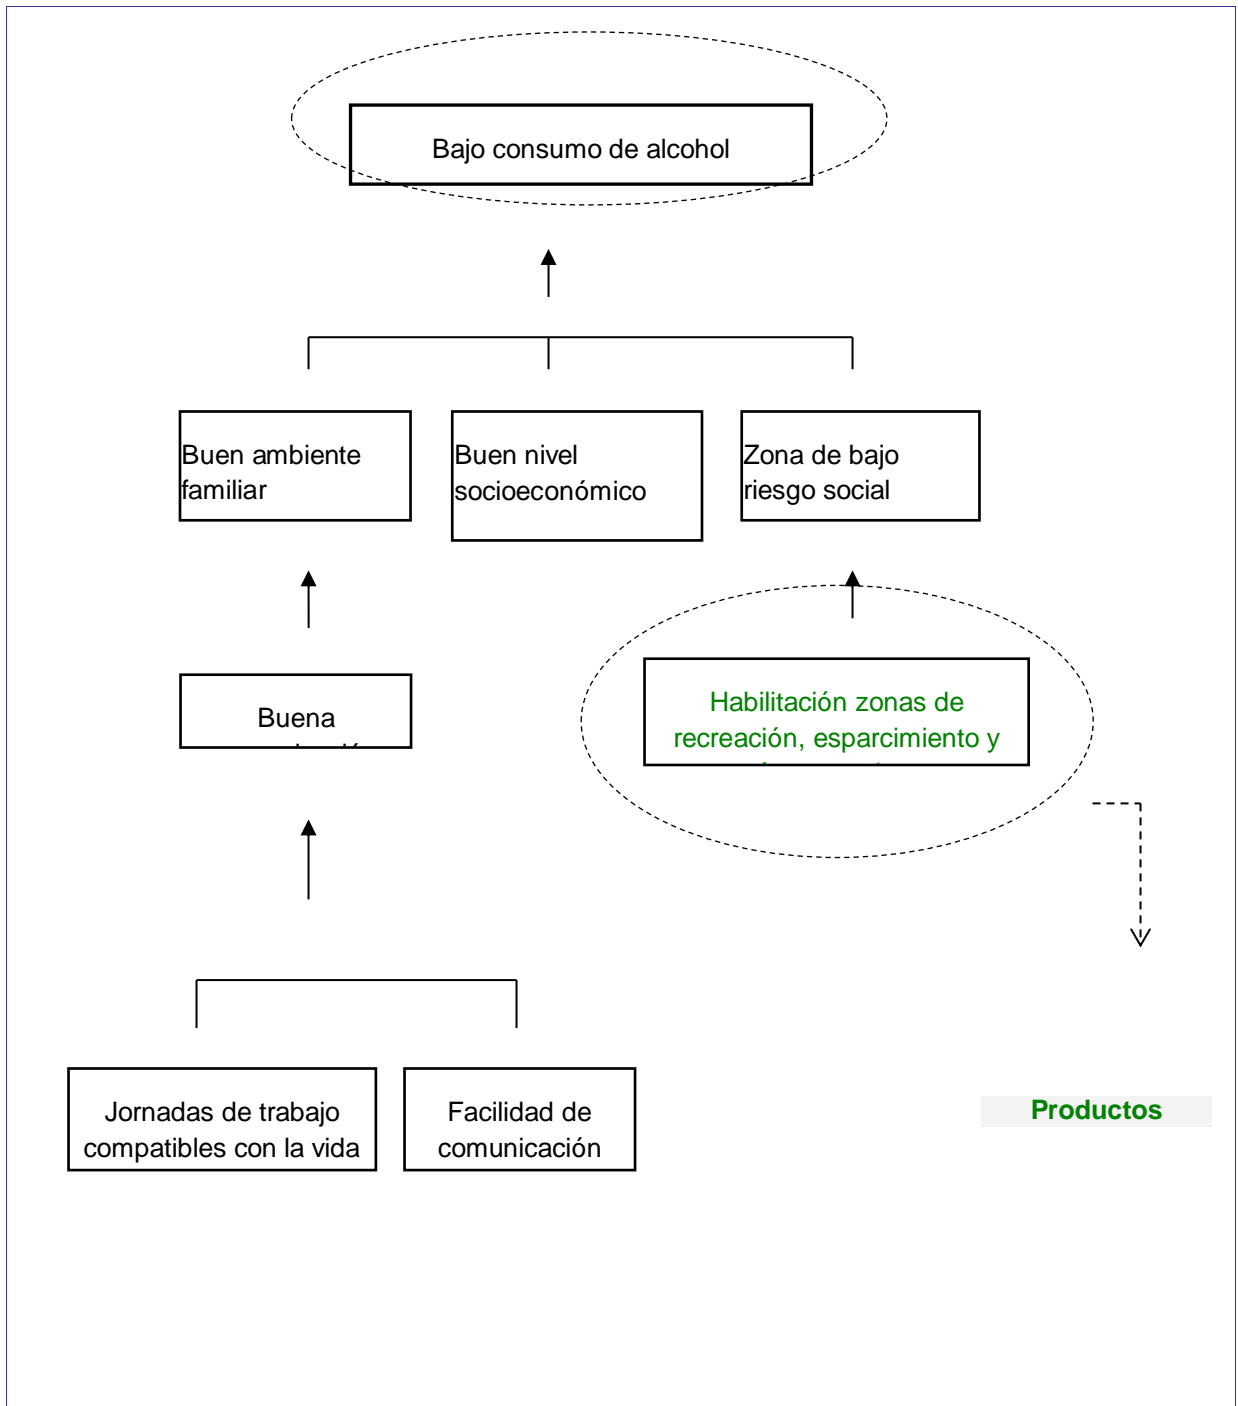 Bajo consumo de alcohol
Buen ambiente
familiar
Buen nivel
socioeconómico
Zona de bajo
riesgo social
Buena
Habilitación zonas de
recreación, esparcimiento y
Jornadas de trabajo
compatibles con la vida
Facilidad de
comunicación
Productos